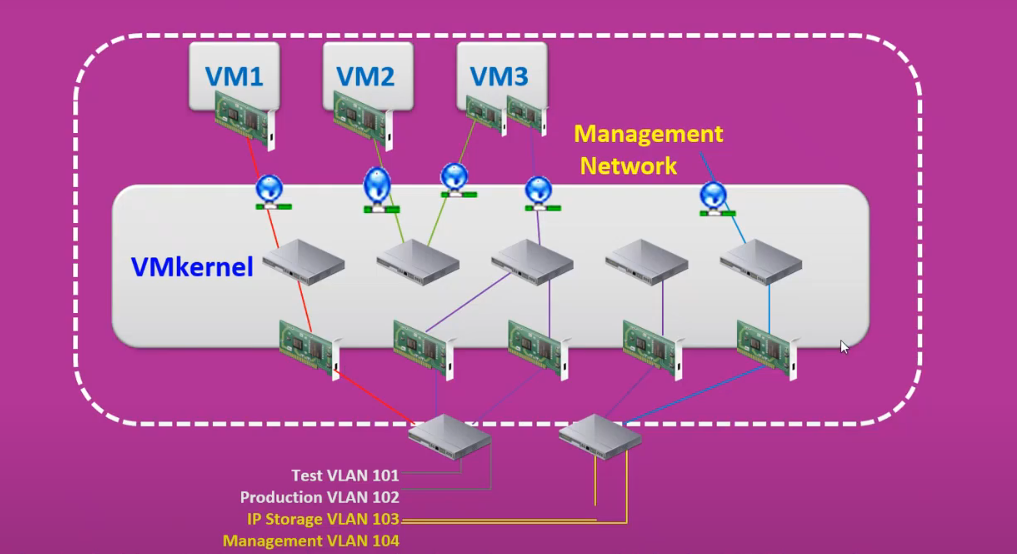 VM1
VM2
VM3
Management
Network
VMkernel
Test VLAN 101
Production VLAN 102
IP Storage VLAN 103
Management VLAN 104